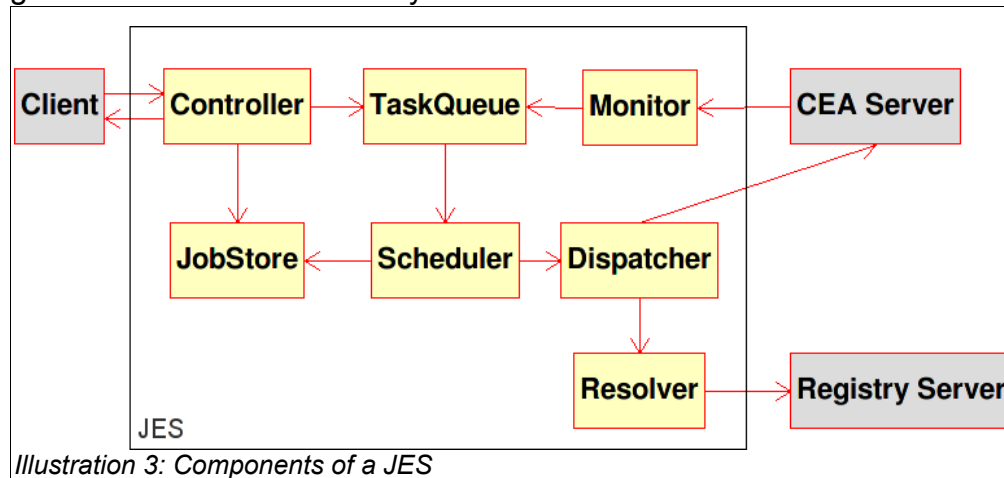 Client
Controller
TaskQueue
Monitor
CEA Server
JobStore
Scheduler
Dispatcher
Resolver
Registry Server
JES
Illustration 3: Components of a JES